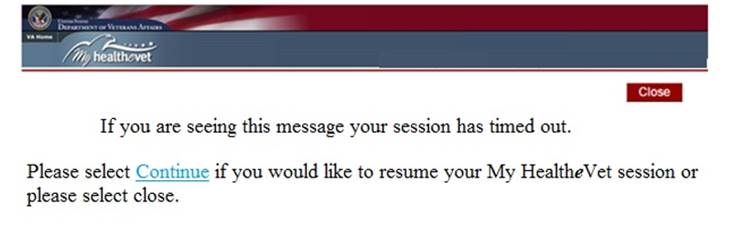 United States
DEPARTMENT OF VETERANS AFFAIRS
VA Home
My healthevet
Close
If you are seeing this message your session has timed out.
Please select Continue if you would like to resume your My HealtheVet session or
please select close.